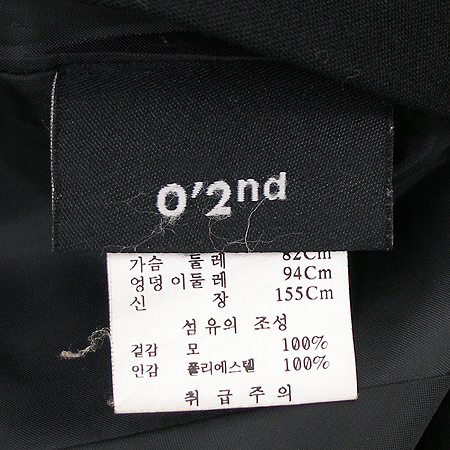 O'2nd
가슴 둘레 82Cm
엉덩이둘레 94Cm
신 장 155Cm
섬유의 조성
겉감 모 100%
안감 폴리에스텔 100%
취급주의